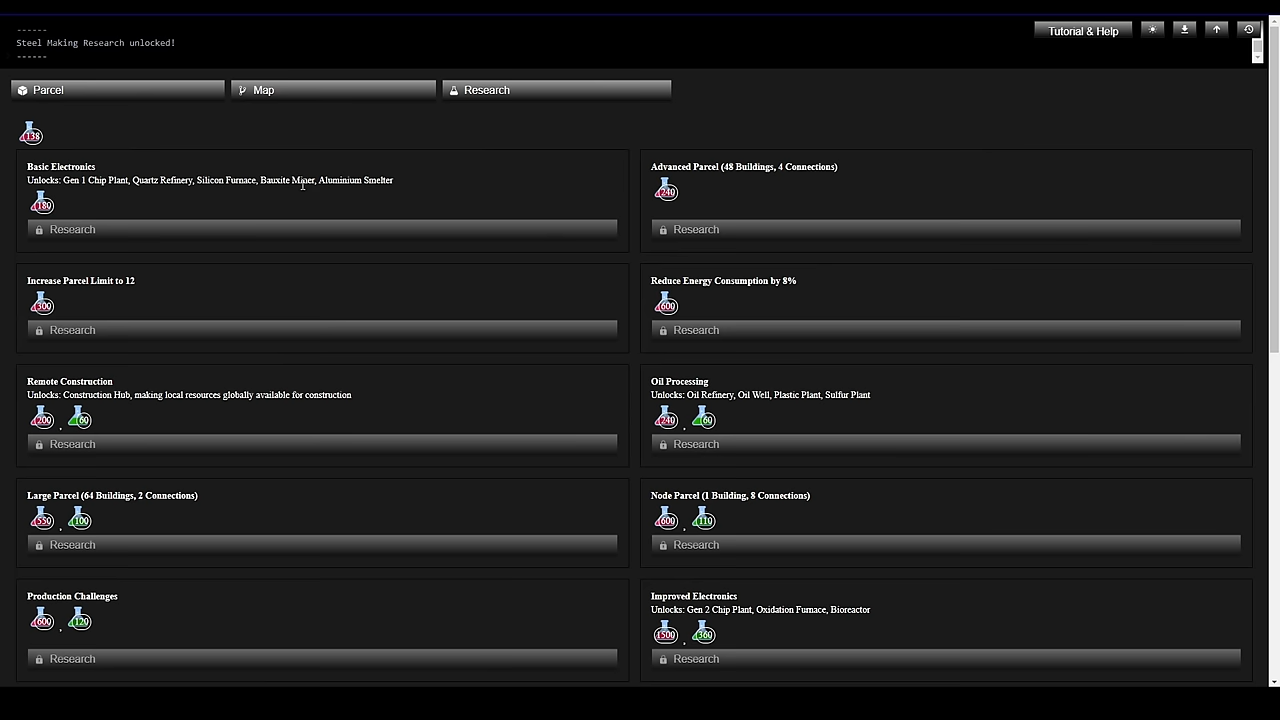 ------
Steel Making Research unlocked!
------
Tutorial & Help
Parcel
Map
Research
138
Basic Electronics
Unlocks: Gen 1 Chip Plant, Quartz Refinery, Silicon Furnace, Bauxite Miner, Aluminium Smelter
180
Research
Advanced Parcel (48 Buildings, 4 Connections)
240
Research
Increase Parcel Limit to 12
300
Research
Reduce Energy Consumption by 8%
600
Research
Remote Construction
Unlocks: Construction Hub, making local resources globally available for construction
200 , 60
Research
Oil Processing
Unlocks: Oil Refinery, Oil Well, Plastic Plant, Sulfur Plant
240 , 60
Research
Large Parcel (64 Buildings, 2 Connections)
550 , 100
Research
Node Parcel (1 Building, 8 Connections)
600 , 110
Research
Production Challenges
600 , 120
Research
Improved Electronics
Unlocks: Gen 2 Chip Plant, Oxidation Furnace, Bioreactor
1500 , 360
Research